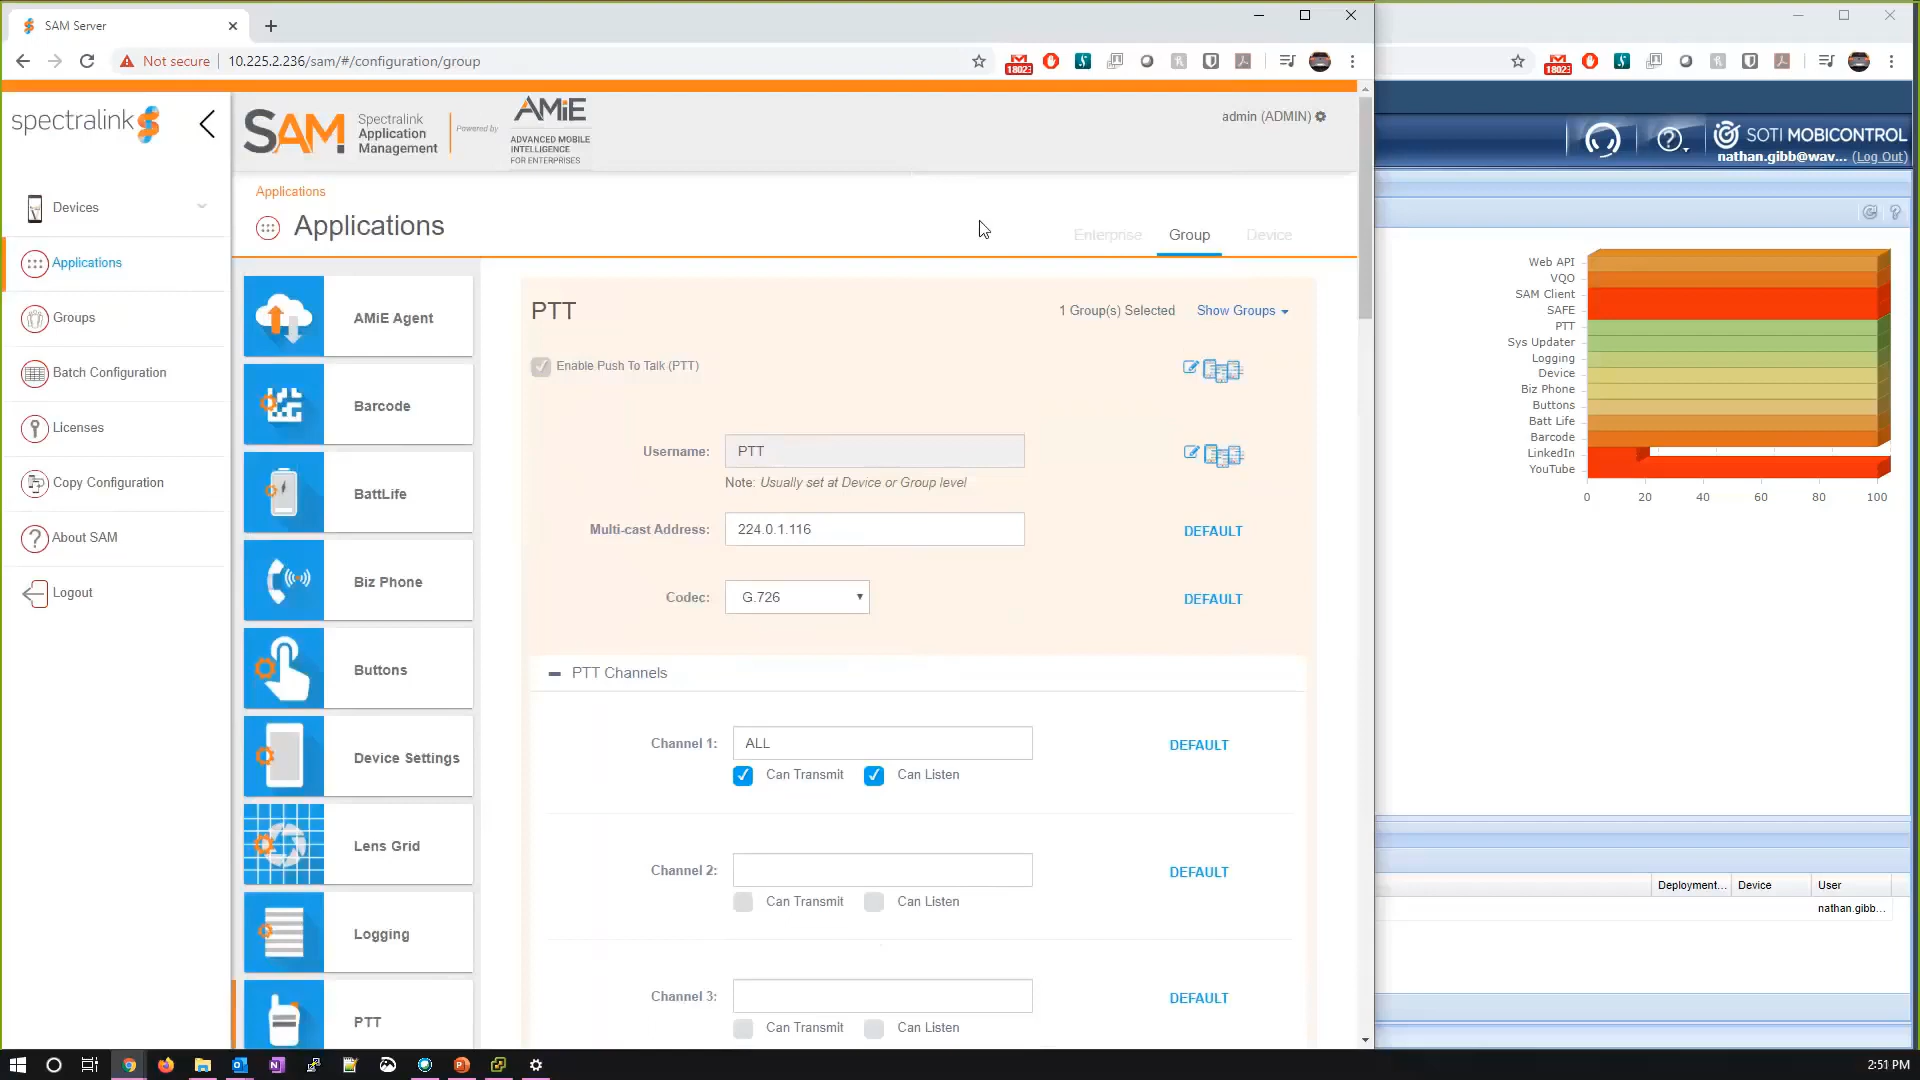 SAM Server
Not secure
10.225.2.236/sam/#/configuration/group
18023
18023
spectralink
SAM
Spectralink
Application
Management
Powered by
AMiE
ADVANCED MOBILE
INTELLIGENCE
FOR ENTERPRISES
admin (ADMIN)
SOTI MOBICONTROL
nathan.gibb@wav... (Log Out)
Devices
Applications
Groups
Batch Configuration
Licenses
Copy Configuration
About SAM
Logout
Applications
Applications
Enterprise
Group
Device
AMiE Agent
Barcode
BattLife
Biz Phone
Buttons
Device Settings
Lens Grid
Logging
PTT
PTT
1 Group(s) Selected
Show Groups
Enable Push To Talk (PTT)
Username:
PTT
Note: Usually set at Device or Group level
Multi-cast Address:
224.0.1.116
DEFAULT
Codec:
G.726
DEFAULT
PTT Channels
Channel 1:
ALL
DEFAULT
Can Transmit
Can Listen
Channel 2:
DEFAULT
Can Transmit
Can Listen
Channel 3:
DEFAULT
Can Transmit
Can Listen
Web API
VQO
SAM Client
SAFE
PTT
Sys Updater
Logging
Device
Biz Phone
Buttons
Batt Life
Barcode
LinkedIn
YouTube
0 20 40 60 80 100
Deployment... Device User
nathan.gibb...
2:51 PM